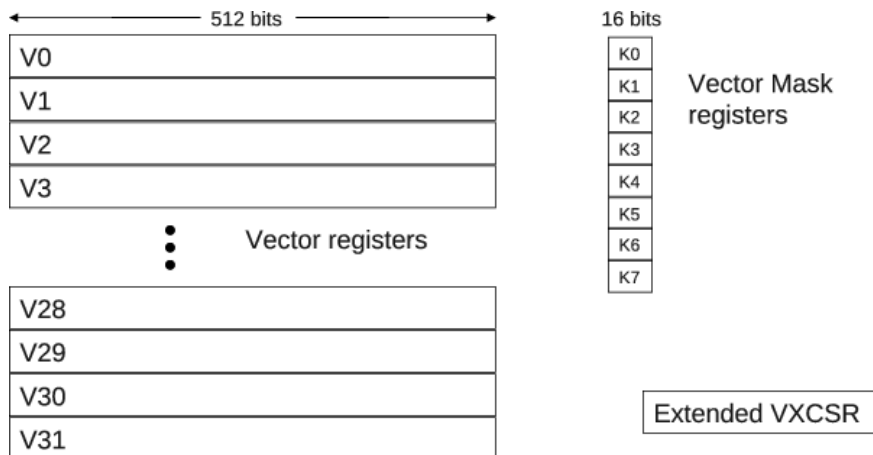 512 bits
V0
V1
V2
V3
Vector registers
V28
V29
V30
V31
16 bits
K0
K1
K2
K3
K4
K5
K6
K7
Vector Mask
registers
Extended VXCSR